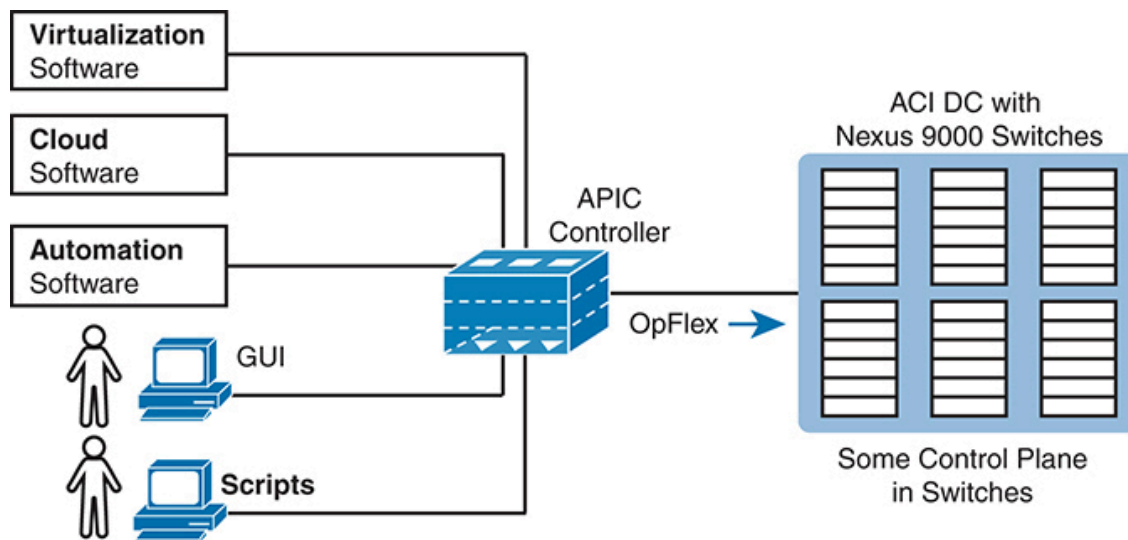 Virtualization
Software
Cloud
Software
Automation
Software
GUI
Scripts
APIC
Controller
OpFlex
ACI DC with
Nexus 9000 Switches
Some Control Plane
in Switches